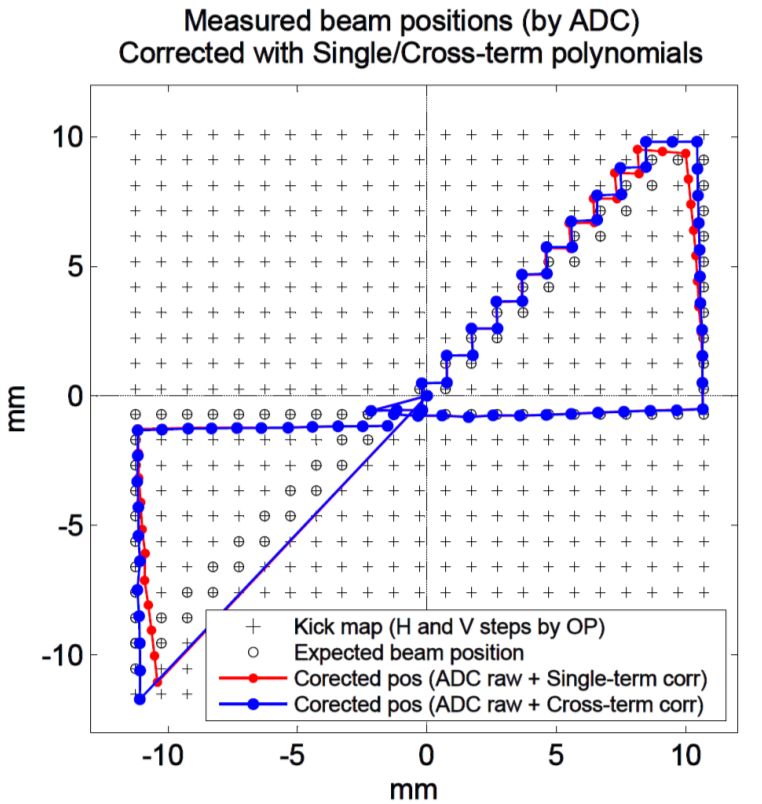 Measured beam positions (by ADC)
Corrected with Single/Cross-term polynomials
10
5
0
-5
-10
mm
Kick map (H and V steps by OP)
Expected beam position
Corected pos (ADC raw + Single-term corr)
Corected pos (ADC raw + Cross-term corr)
-10 -5 0 5 10
mm